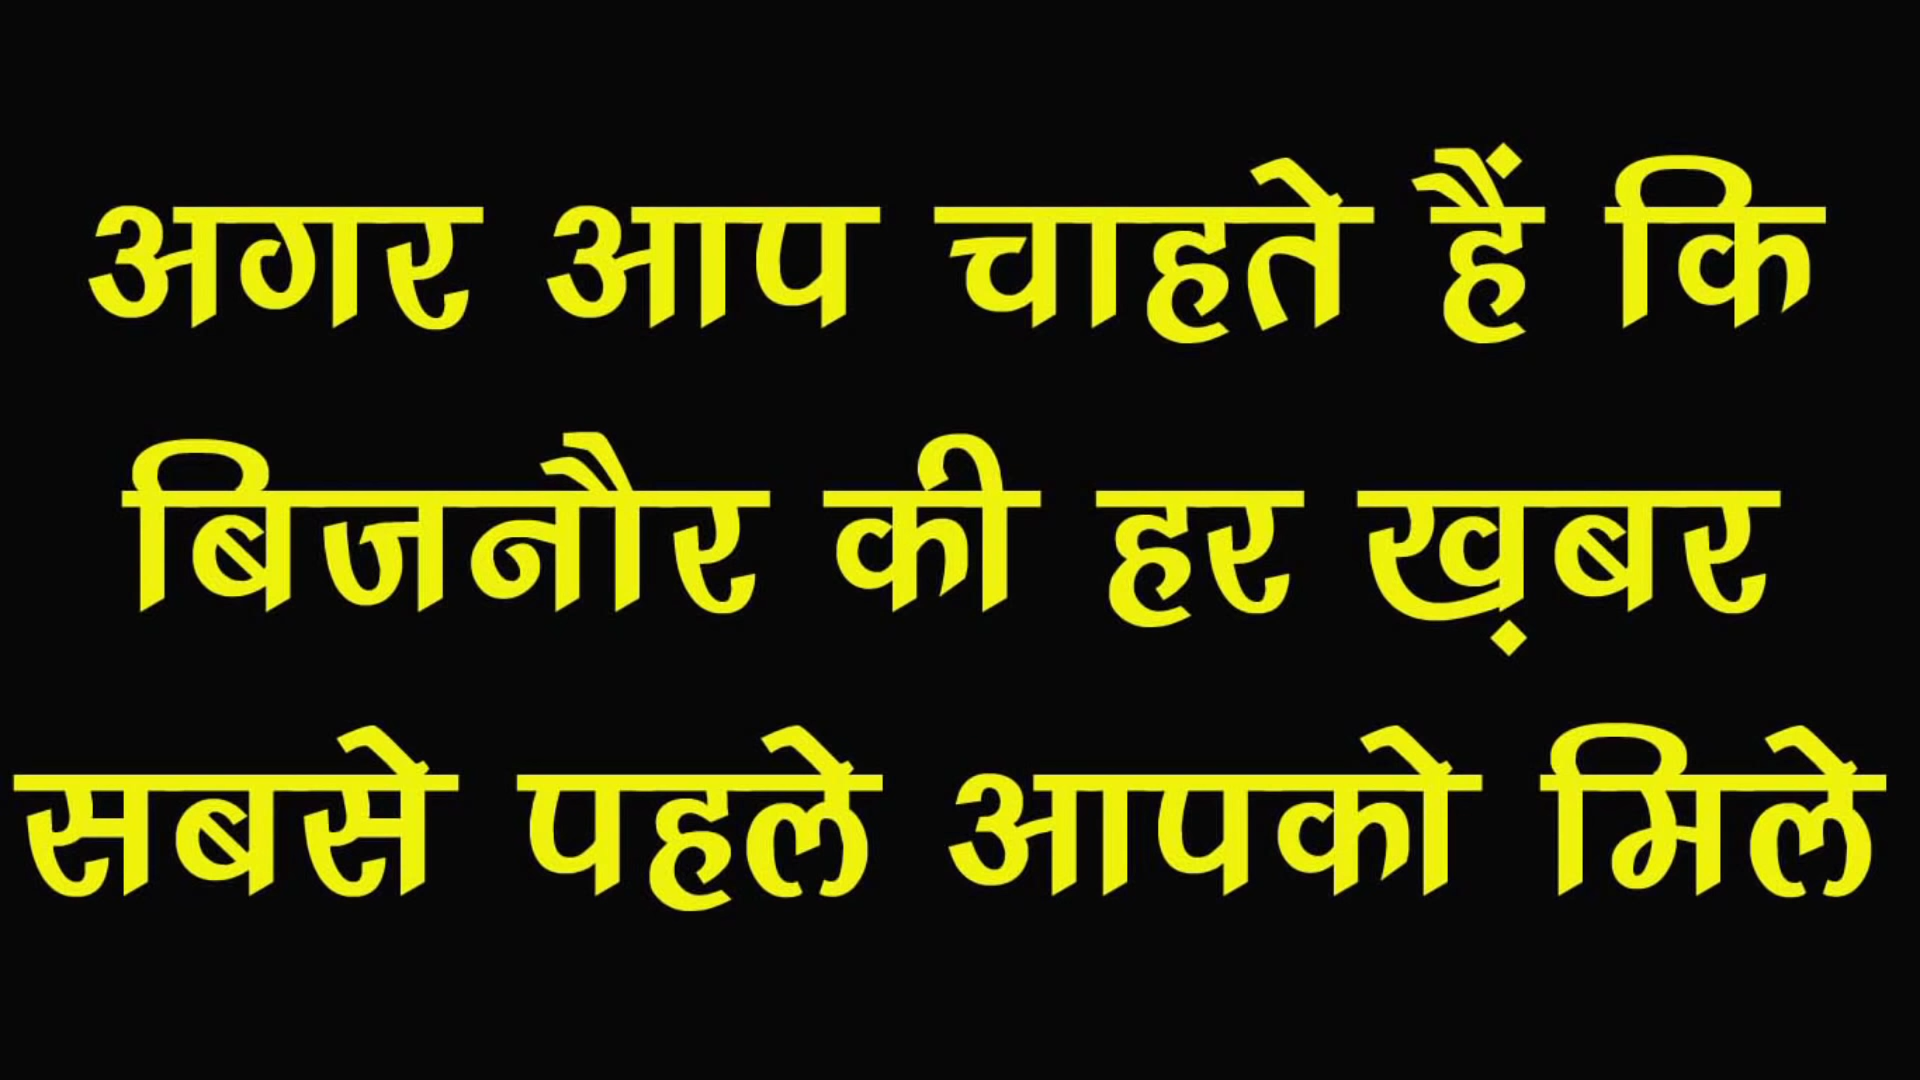 अगर आप चाहते हैं कि
बिजनौर की हर ख़बर
सबसे पहले आपको मिले